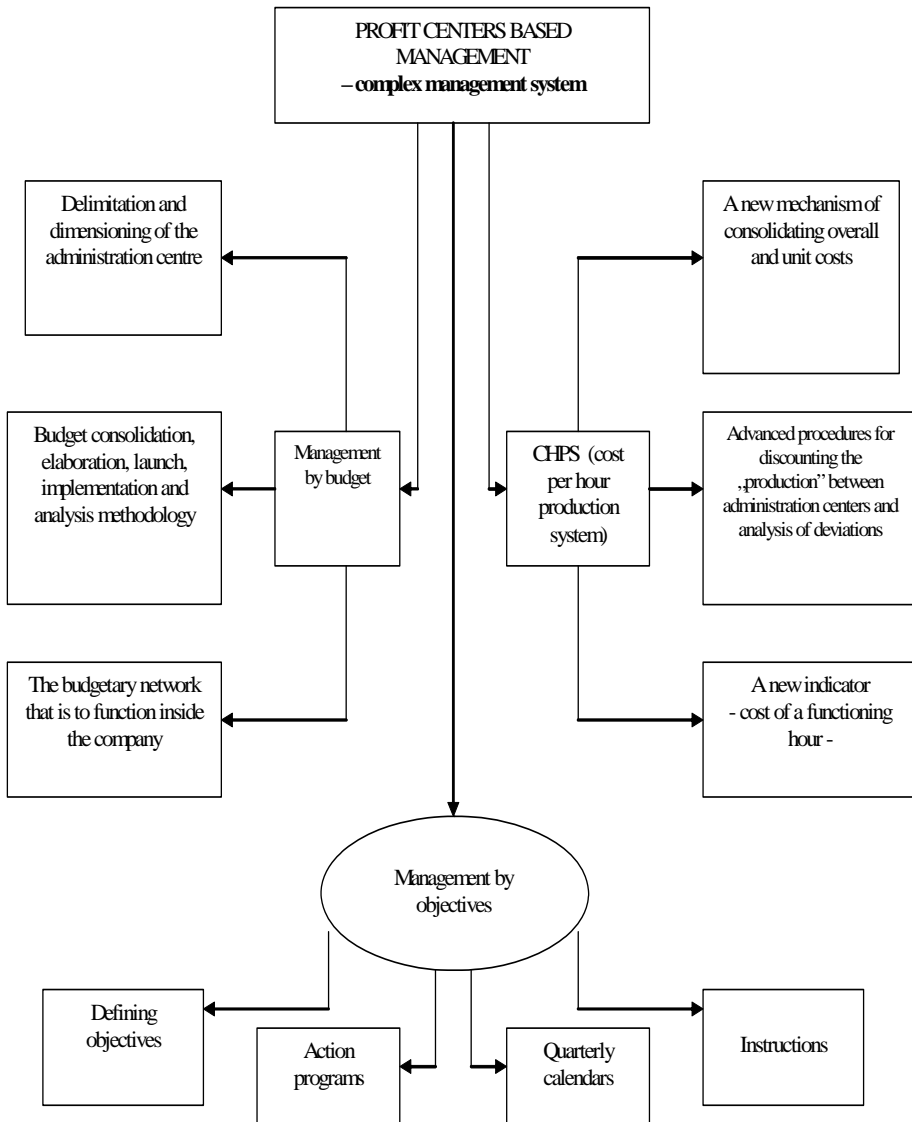 PROFIT CENTERS BASED
MANAGEMENT
– complex management system
Delimitation and
dimensioning of the
administration centre
A new mechanism of
consolidating overall
and unit costs
Budget consolidation,
elaboration, launch,
implementation and
analysis methodology
Management
by budget
CHPS (cost
per hour
production
system)
Advanced procedures for
discounting the
„production” between
administration centers and
analysis of deviations
The budgetary network
that is to function inside
the company
A new indicator
- cost of a functioning
hour -
Management by
objectives
Defining
objectives
Action
programs
Quarterly
calendars
Instructions